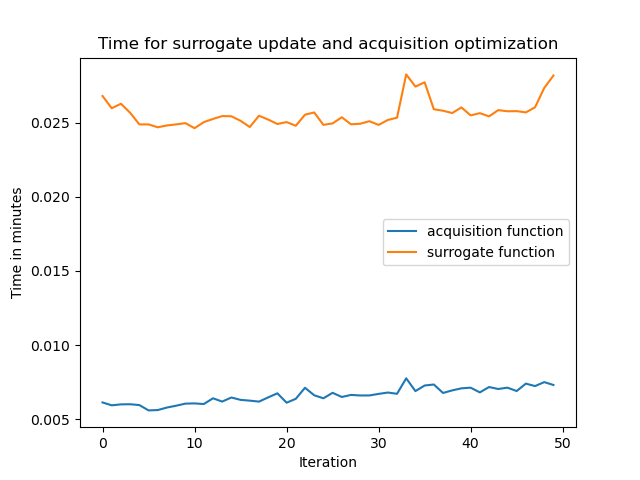 Time for surrogate update and acquisition optimization
Time in minutes
0.025
0.020
0.015
0.010
0.005
acquisition function
surrogate function
0
10
20
30
40
50
Iteration